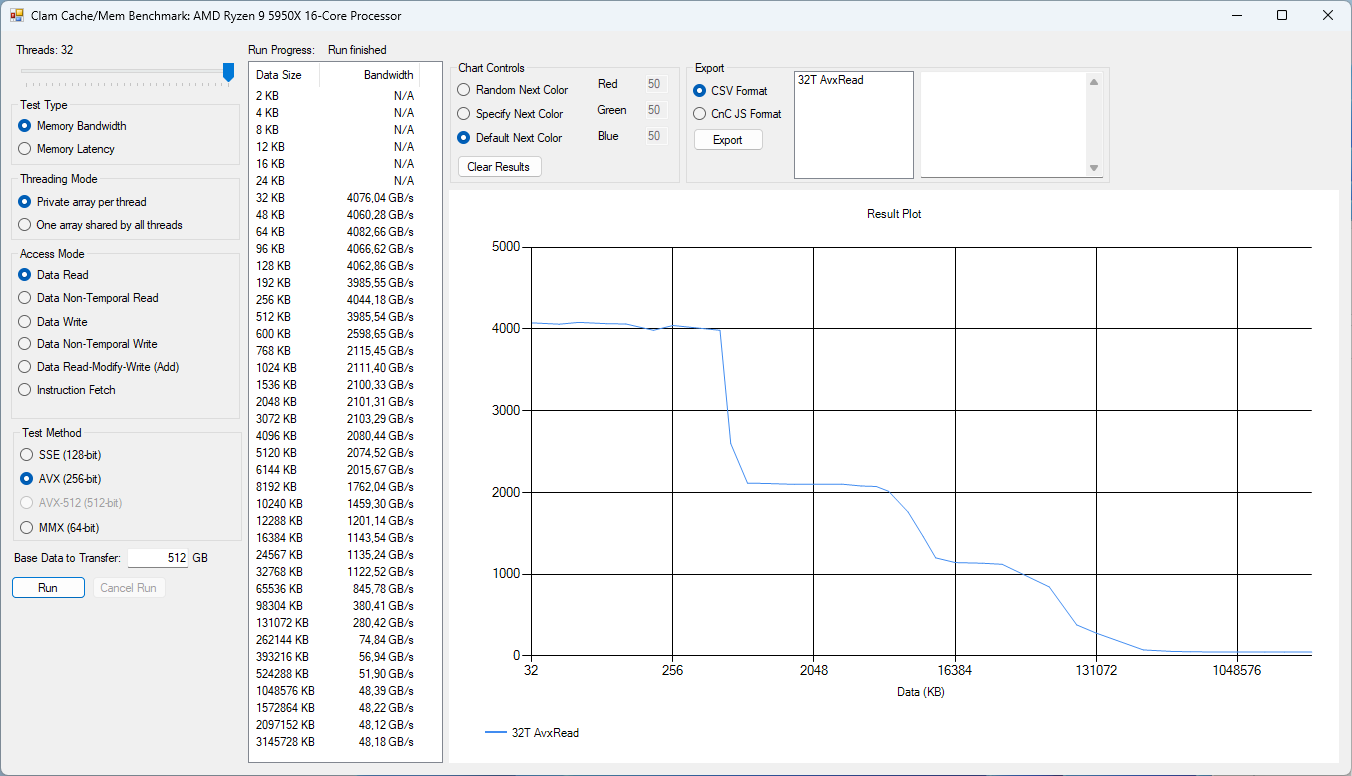 Clam Cache/Mem Benchmark: AMD Ryzen 9 5950X 16-Core Processor
Threads: 32
Test Type
Memory Bandwidth
Memory Latency
Threading Mode
Private array per thread
One array shared by all threads
Access Mode
Data Read
Data Non-Temporal Read
Data Write
Data Non-Temporal Write
Data Read-Modify-Write (Add)
Instruction Fetch
Test Method
SSE (128-bit)
AVX (256-bit)
AVX-512 (512-bit)
MMX (64-bit)
Base Data to Transfer: 512 GB
Run Cancel Run
Run Progress: Run finished
Data Size Bandwidth
2 KB N/A
4 KB N/A
8 KB N/A
12 KB N/A
16 KB N/A
24 KB N/A
32 KB 4076,04 GB/s
48 KB 4060,28 GB/s
64 KB 4082,66 GB/s
96 KB 4066,62 GB/s
128 KB 4062,86 GB/s
192 KB 3985,55 GB/s
256 KB 4044,18 GB/s
512 KB 3985,54 GB/s
600 KB 2598,65 GB/s
768 KB 2115,45 GB/s
1024 KB 2111,40 GB/s
1536 KB 2100,33 GB/s
2048 KB 2101,31 GB/s
3072 KB 2103,29 GB/s
4096 KB 2080,44 GB/s
5120 KB 2074,52 GB/s
6144 KB 2015,67 GB/s
8192 KB 1762,04 GB/s
10240 KB 1459,30 GB/s
12288 KB 1201,14 GB/s
16384 KB 1143,54 GB/s
24567 KB 1135,24 GB/s
32768 KB 1122,52 GB/s
65536 KB 845,78 GB/s
98304 KB 380,41 GB/s
131072 KB 280,42 GB/s
262144 KB 74,84 GB/s
393216 KB 56,94 GB/s
524288 KB 51,90 GB/s
1048576 KB 48,39 GB/s
1572864 KB 48,22 GB/s
2097152 KB 48,12 GB/s
3145728 KB 48,18 GB/s
Chart Controls
Random Next Color Red 50
Specify Next Color Green 50
Default Next Color Blue 50
Clear Results
Export
CSV Format
CnC JS Format
Export
32T AvxRead
Result Plot
5000
4000
3000
2000
1000
0
32 256 2048 16384 131072 1048576
Data (KB)
32T AvxRead